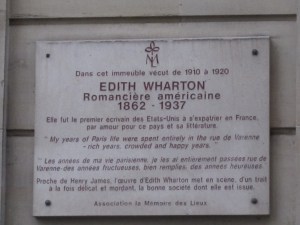 ML
Dans cet immeuble vécut de 1910 à 1920
EDITH WHARTON
Romancière américaine
1862 - 1937
Elle fut le premier écrivain des Etats-Unis à s'expatrier en France,
par amour pour ce pays et sa littérature.
"My years of Paris life were spent entirely in the rue de Varenne
- rich years, crowded and happy years."
"Les années de ma vie parisienne, je les ai entièrement passées rue de
Varenne-des années fructueuses, bien remplies, des années heureuses."
Proche de Henry James, l'œuvre d'Edith Wharton met en scène, d'un trait
à la fois délicat et mordant, la bonne société dont elle est issue.
Association la Mémoire des Lieux